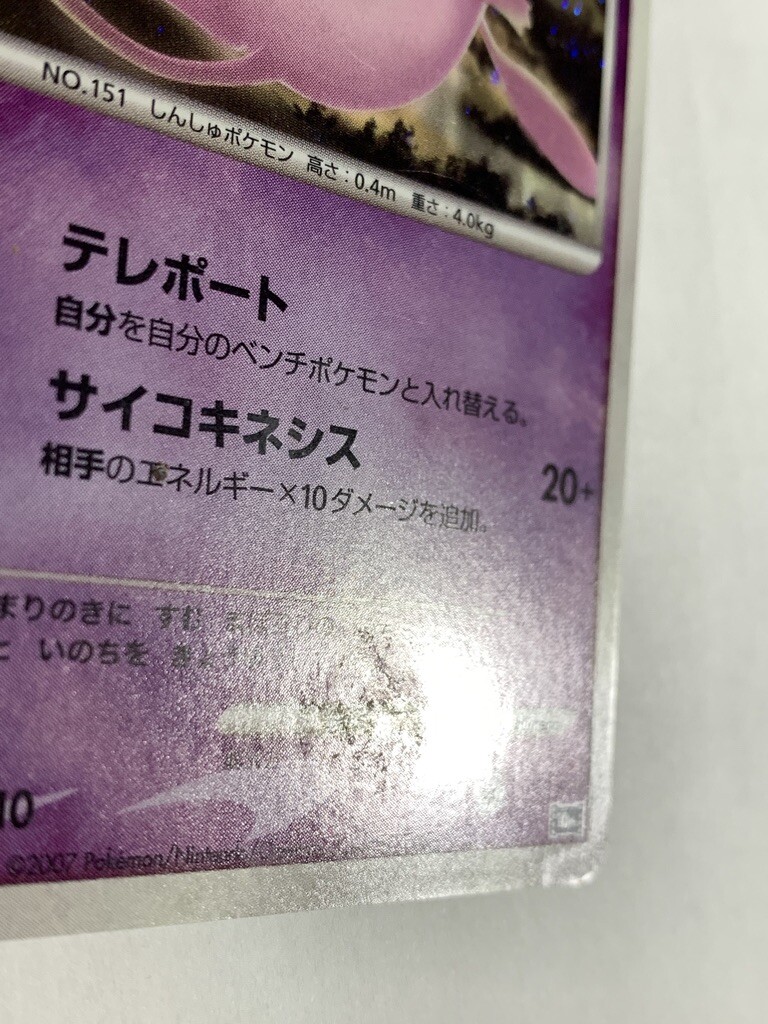 NO.151 しんしゅポケモン 高さ：0.4m 重さ：4.0kg
テレポート
自分を自分のベンチポケモンと入れ替える。
サイコキネシス 20+
相手のエネルギー×10ダメージを追加。
まりのきに すむ
いのちを
10
©2007 Pokémon/Nintendo/